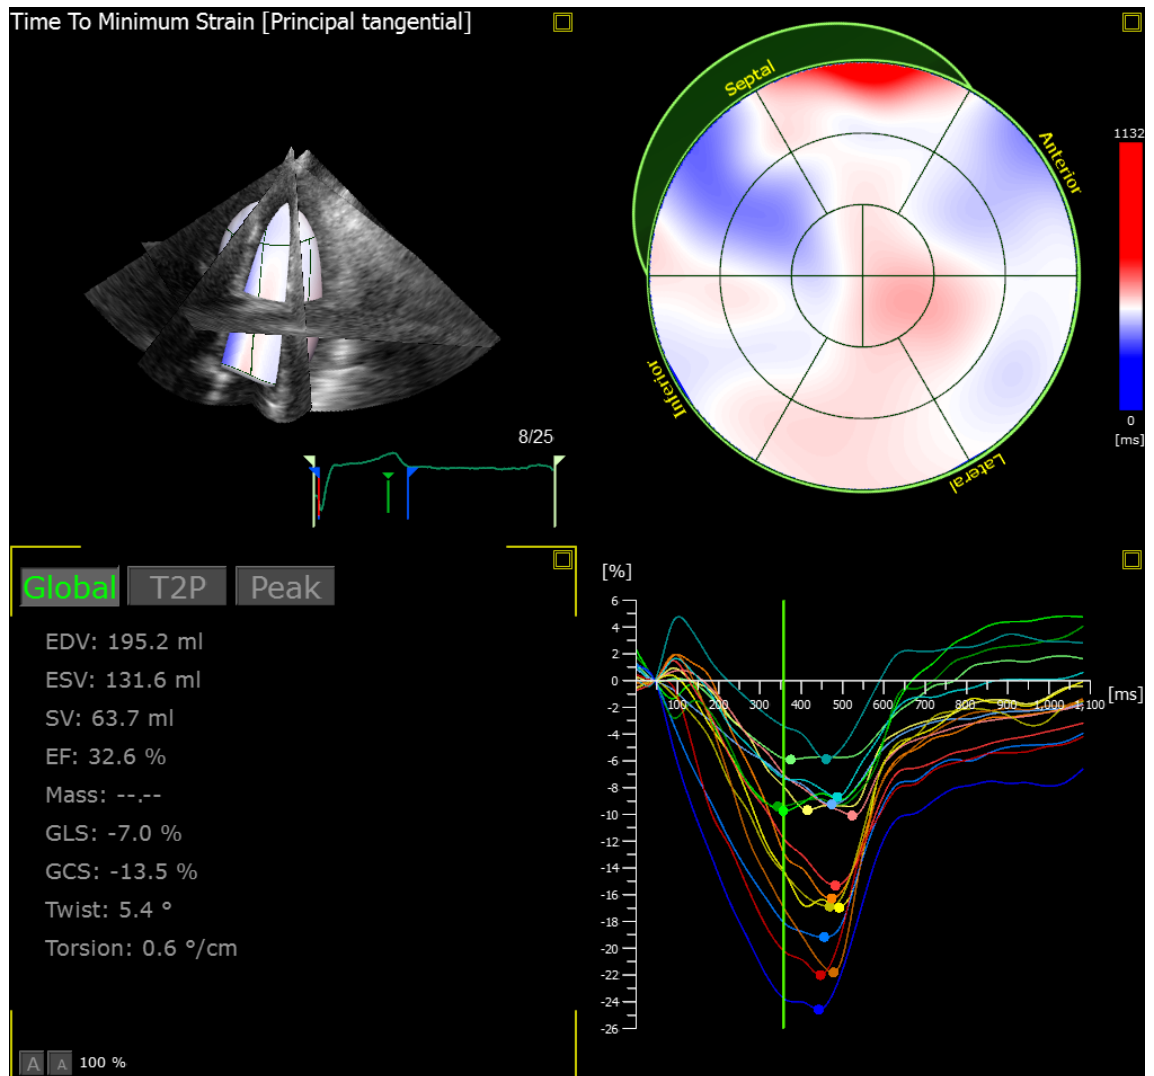 Time To Minimum Strain [Principal tangential]
Septal
Anterior
Inferior
Lateral
1132
0
[ms]
8/25
Global T2P Peak
EDV: 195.2 ml
ESV: 131.6 ml
SV: 63.7 ml
EF: 32.6 %
Mass: --.--
GLS: -7.0 %
GCS: -13.5 %
Twist: 5.4 °
Torsion: 0.6 °/cm
A A 100 %
[%]
6
4
2
0
-2
-4
-6
-8
-10
-12
-14
-16
-18
-20
-22
-24
-26
100 200 300 400 500 600 700 800 900 1,000 1,100 [ms]